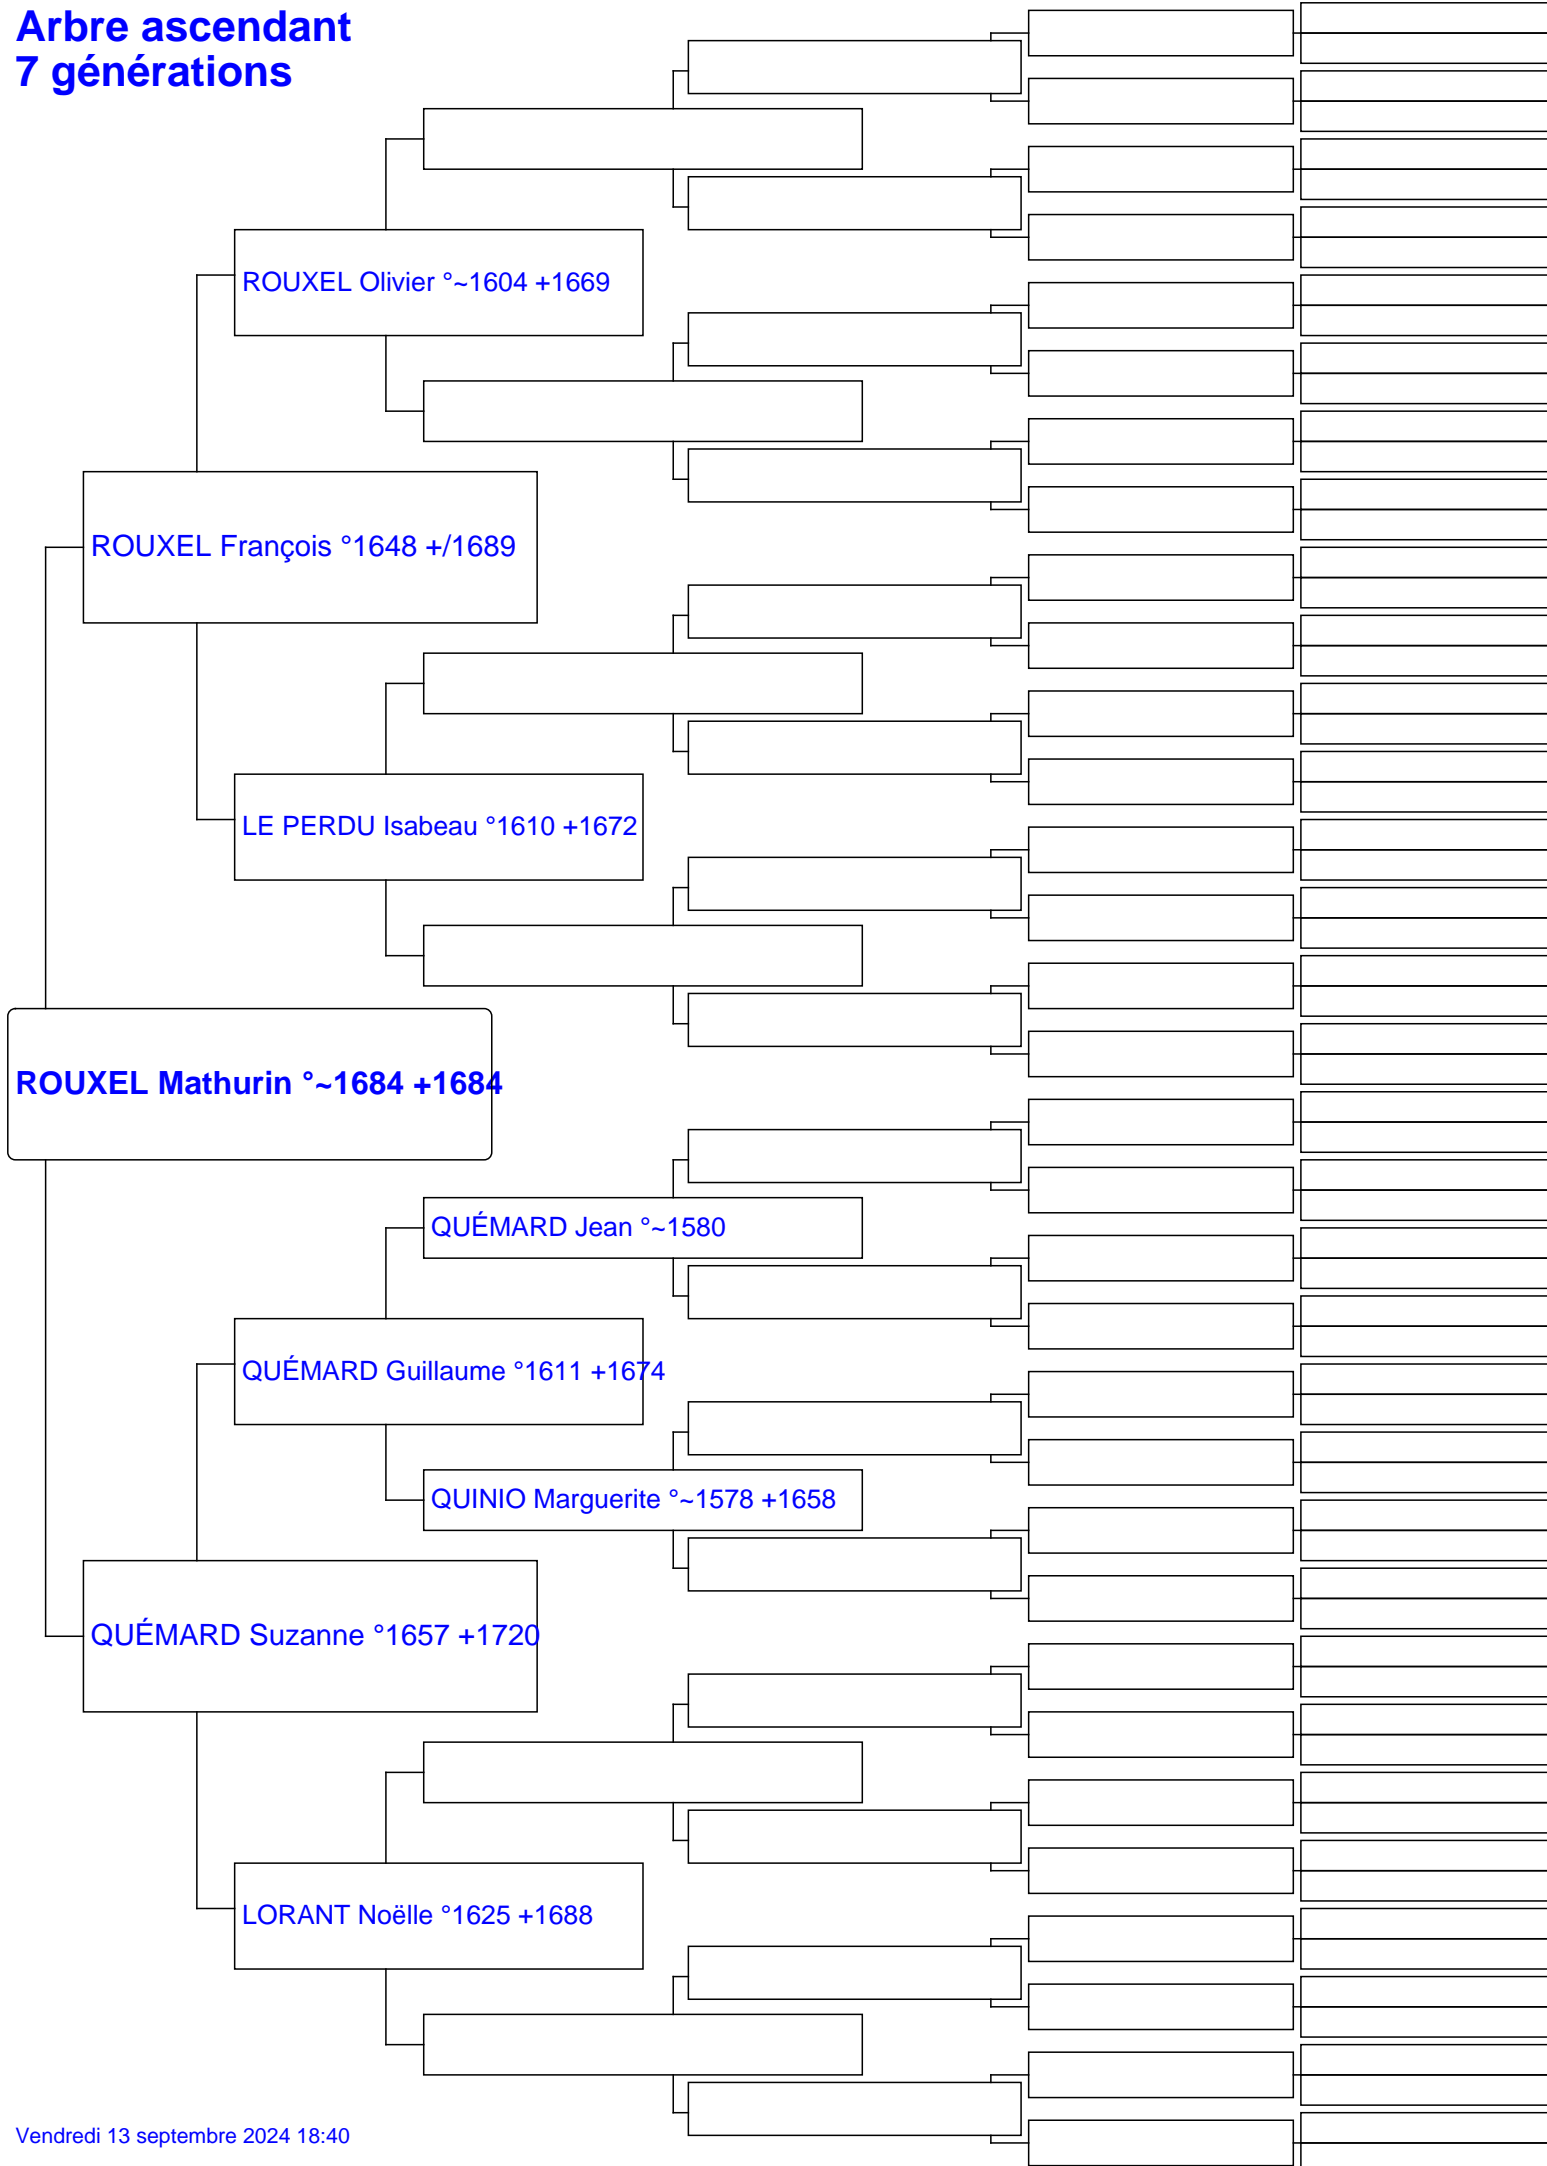 Arbre ascendant
7 générations
ROUXEL Olivier °~1604 +1669
ROUXEL François °1648 +/1689
LE PERDU Isabeau °1610 +1672
ROUXEL Mathurin °~1684 +1684
QUÉMARD Jean °~1580
QUÉMARD Guillaume °1611 +1674
QUINIO Marguerite °~1578 +1658
QUÉMARD Suzanne °1657 +1720
LORANT Noëlle °1625 +1688
Vendredi 13 septembre 2024 18:40